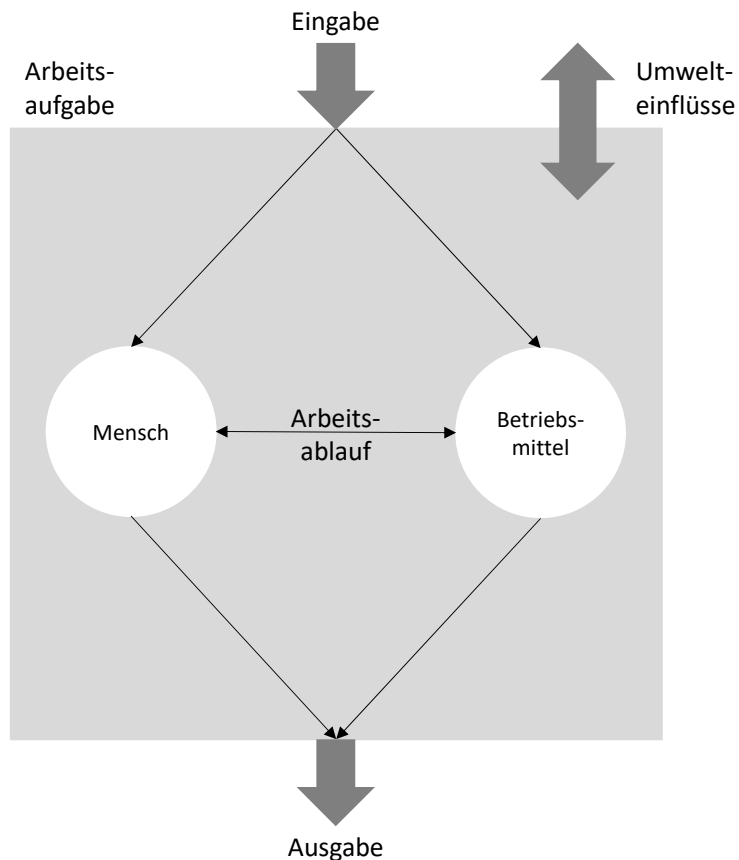 Eingabe
Arbeits-
aufgabe
Umwelt-
einflüsse
Mensch
Arbeits-
ablauf
Betriebs-
mittel
Ausgabe